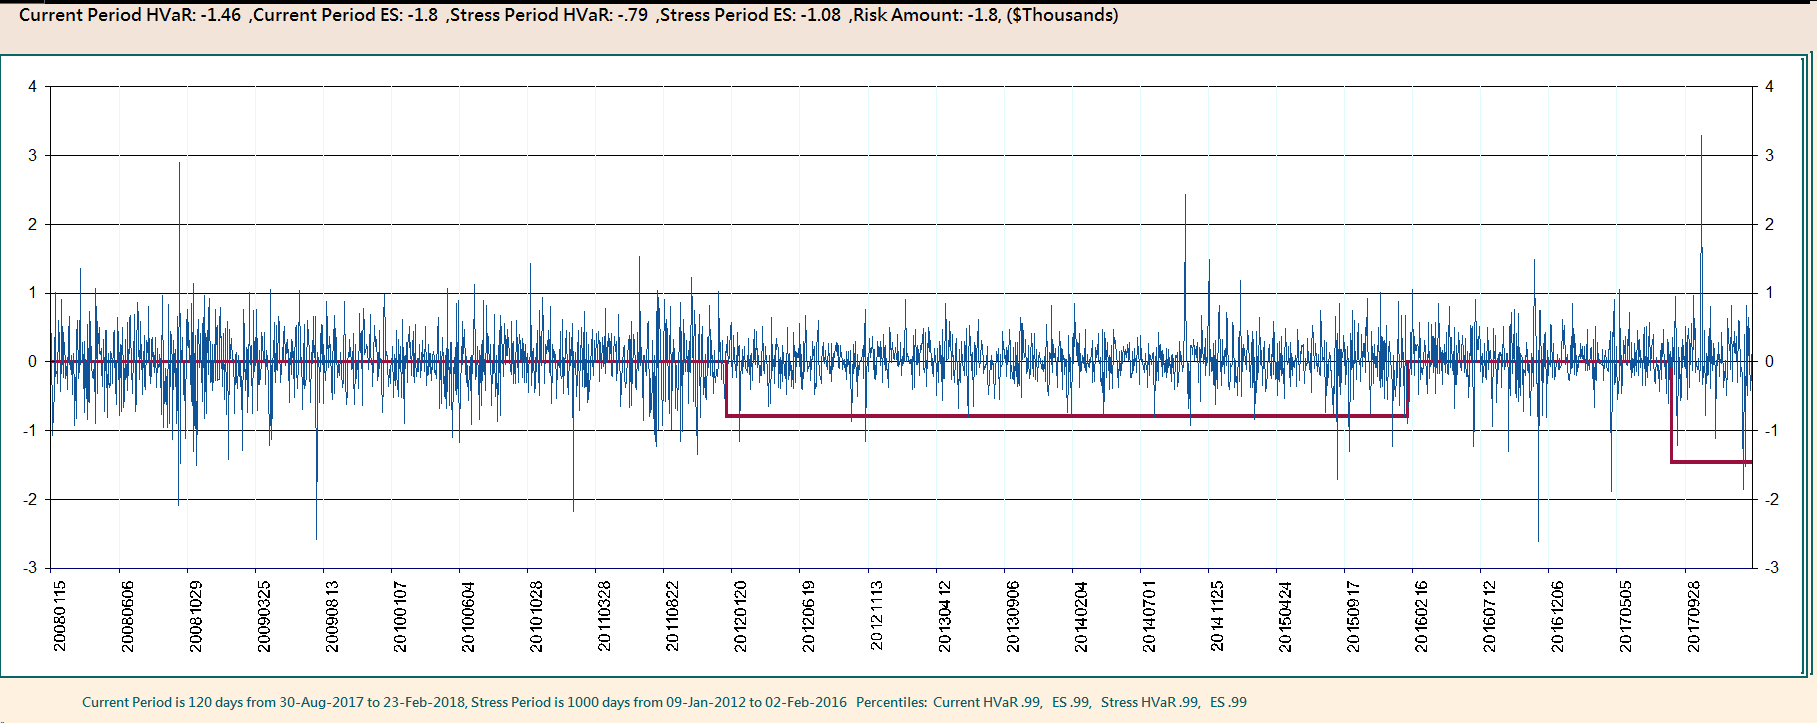 Current Period HVaR: -1.46 ,Current Period ES: -1.8 ,Stress Period HVaR: -.79 ,Stress Period ES: -1.08 ,Risk Amount: -1.8, ($Thousands)
4 4
3 3
2 2
1 1
0 0
-1 -1
-2 -2
-3 -3
20080115 20080606 20081029 20090325 20090813 20100107 20100604 20101028 20110328 20110822 20120120 20120619 20121113 20130412 20130906 20140204 20140701 20141125 20150424 20150917 20160216 20160712 20161206 20170505 20170928
Current Period is 120 days from 30-Aug-2017 to 23-Feb-2018, Stress Period is 1000 days from 09-Jan-2012 to 02-Feb-2016 Percentiles: Current HVaR .99, ES .99, Stress HVaR .99, ES .99